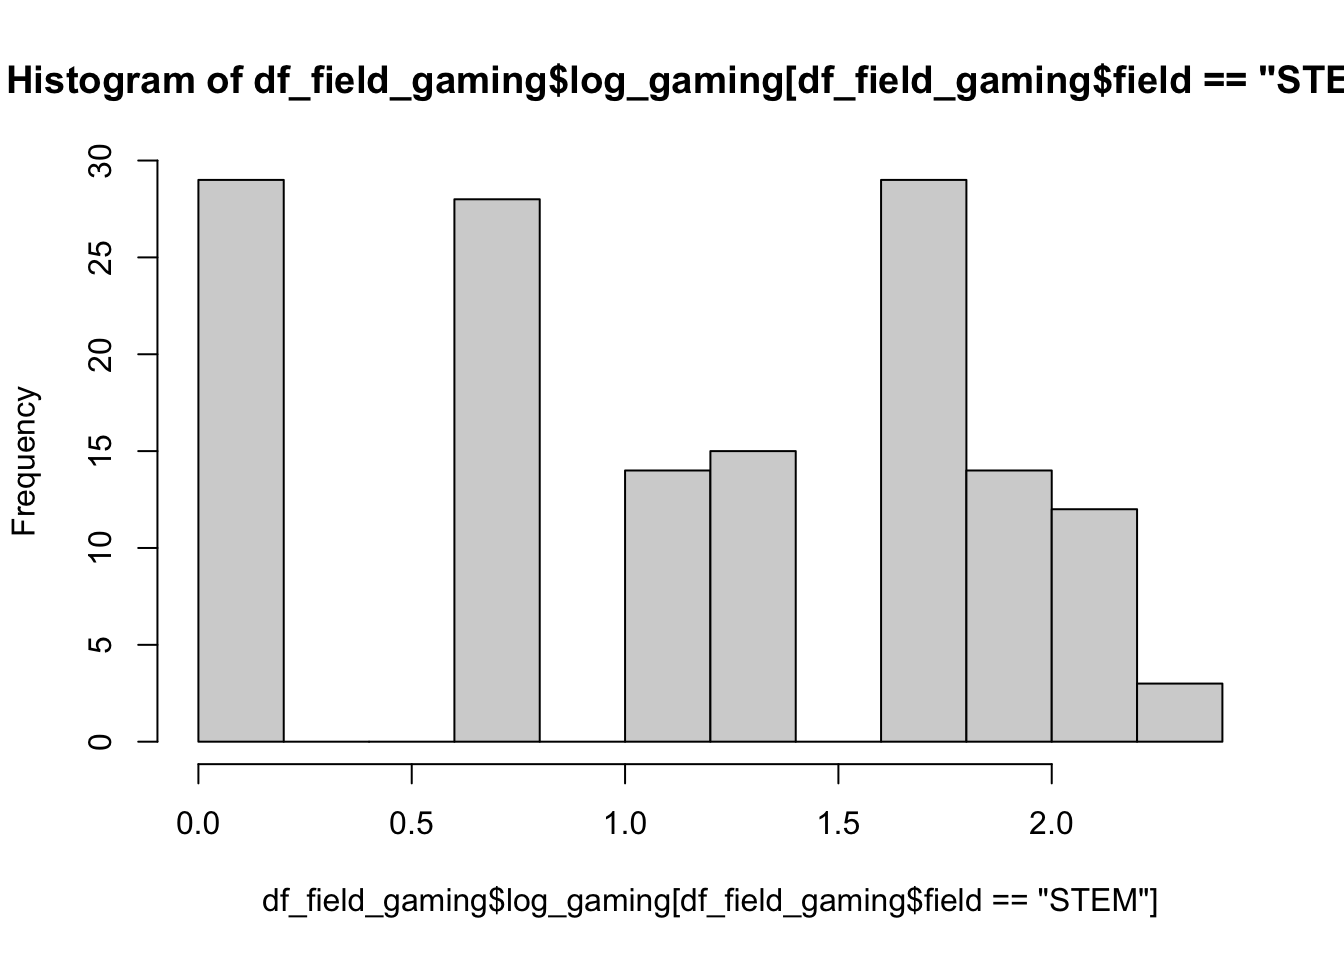 Histogram of df_field_gaming$log_gaming[df_field_gaming$field == "STE
30
25
20
15
10
5
0
Frequency
0.0 0.5 1.0 1.5 2.0
df_field_gaming$log_gaming[df_field_gaming$field == "STEM"]